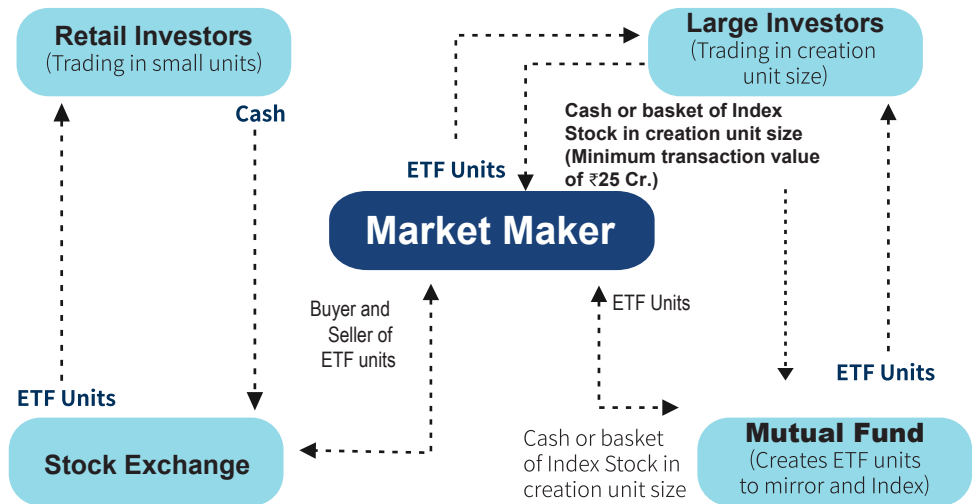 Retail Investors
(Trading in small units)
Large Investors
(Trading in creation
unit size)
Cash
Cash or basket of Index
Stock in creation unit size
(Minimum transaction value
of ₹25 Cr.)
ETF Units
Market Maker
Buyer and
Seller of
ETF units
ETF Units
ETF Units
ETF Units
Stock Exchange
Cash or basket
of Index Stock in
creation unit size
Mutual Fund
(Creates ETF units
to mirror and Index)